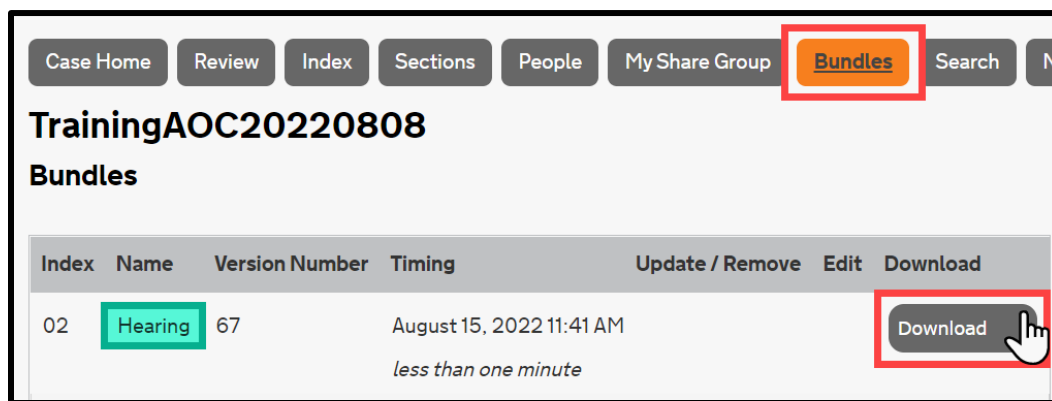 Case Home Review Index Sections People My Share Group Bundles Search N
TrainingAOC20220808
Bundles
Index Name Version Number Timing Update / Remove Edit Download
02 Hearing 67 August 15, 2022 11:41 AM Download
less than one minute